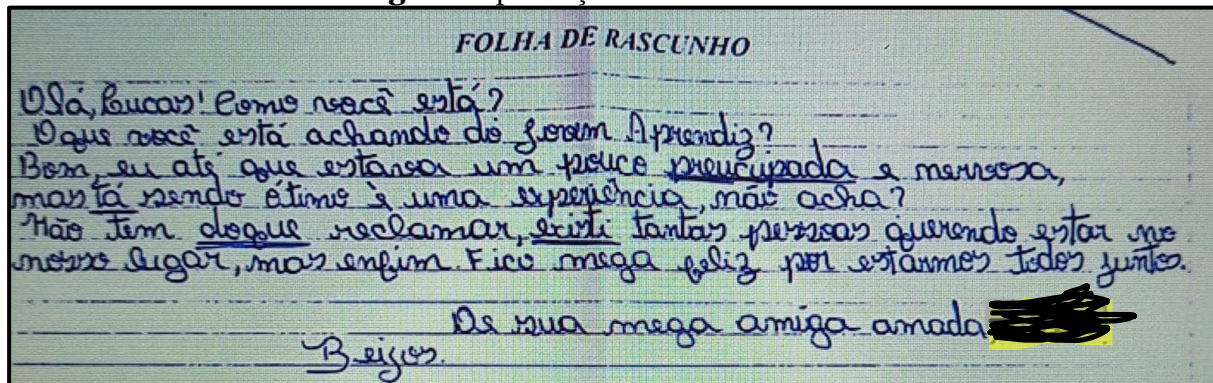 FOLHA DE RASCUNHO
Olá, Lucas! Como você está?
O que você está achando do Jovem Aprendiz?
Bom, eu até que estava um pouco preucupada e nervosa,
mas tá sendo ótimo é uma experiência, não acha?
Não tem doque reclamar, existi tantas pessoas querendo estar no
nosso lugar, mas enfim. Fico mega feliz por estarmos todos juntos.
De sua mega amiga amada
Beijos.